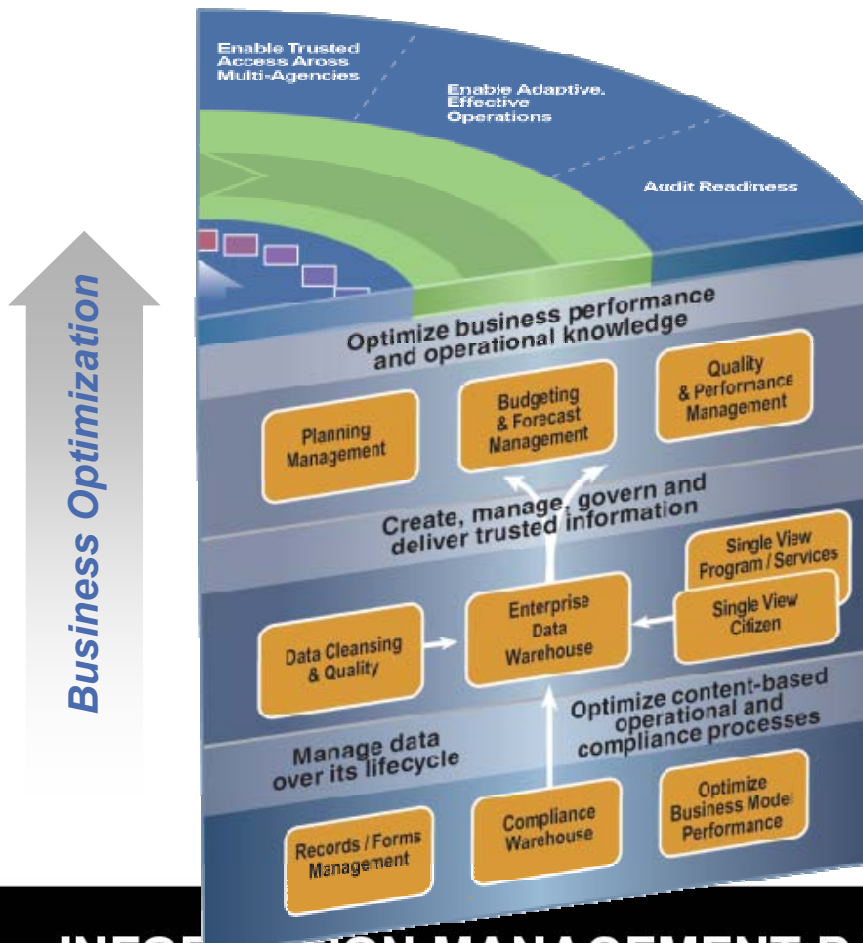 Enable Trusted
Access Aross
Multi-Agencies
Enable Adaptive,
Effective
Operations
Audit Readiness
Business Optimization
Optimize business performance
and operational knowledge
Planning
Management
Budgeting
& Forecast
Management
Quality
& Performance
Management
Create, manage, govern and
deliver trusted information
Data Cleansing
& Quality
Enterprise
Data
Warehouse
Single View
Program / Services
Single View
Citizen
Manage data
over its lifecycle
Optimize content-based
operational and
compliance processes
Records / Forms
Management
Compliance
Warehouse
Optimize
Business Model
Performance
MANAGEMENT